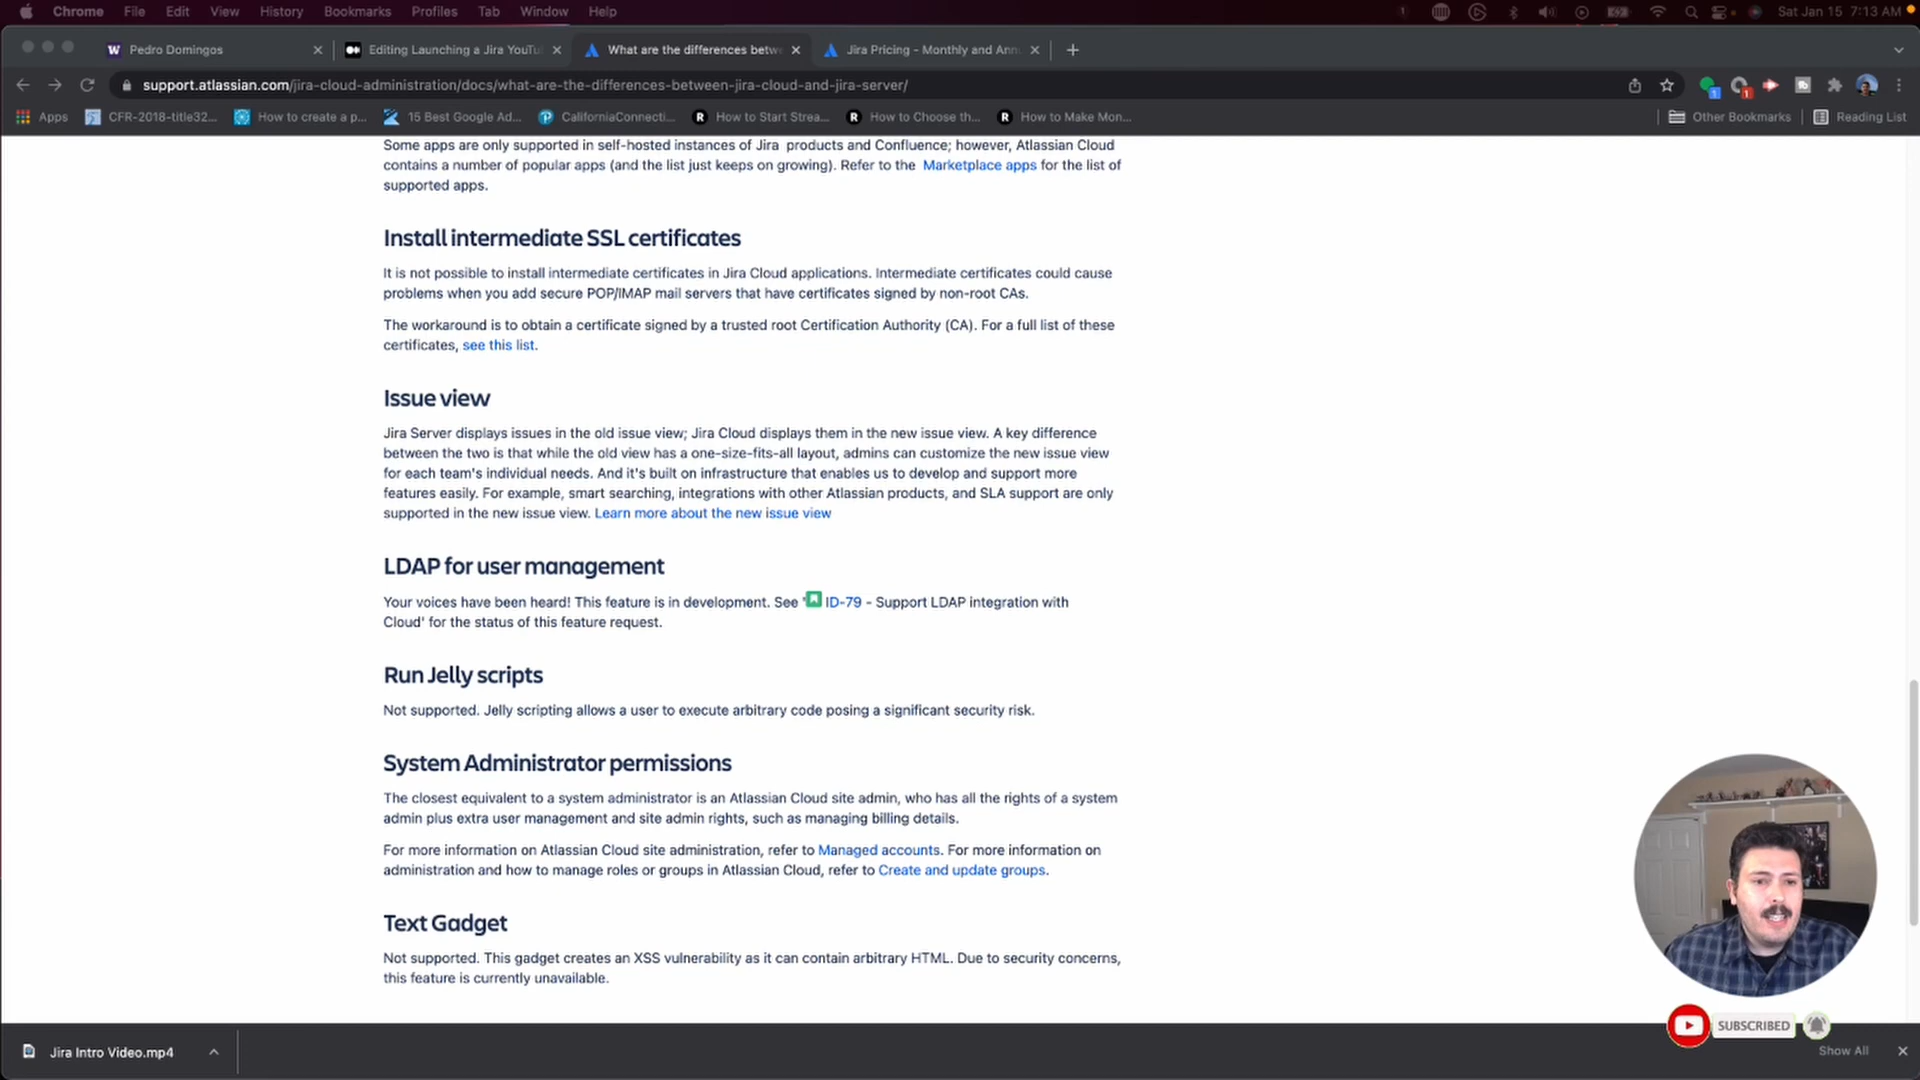 Chrome File Edit View History Bookmarks Profiles Tab Window Help
Sat Jan 15 7:13 AM
Pedro Domingos
Editing Launching a Jira YouTu
What are the differences betw
Jira Pricing - Monthly and Ann
support.atlassian.com/jira-cloud-administration/docs/what-are-the-differences-between-jira-cloud-and-jira-server/
Apps CFR-2018-title32... How to create a p... 15 Best Google Ad... CaliforniaConnecti... How to Start Strea... How to Choose th... How to Make Mon... Other Bookmarks Reading List
Some apps are only supported in self-hosted instances of Jira products and Confluence; however, Atlassian Cloud
contains a number of popular apps (and the list just keeps on growing). Refer to the Marketplace apps for the list of
supported apps.
Install intermediate SSL certificates
It is not possible to install intermediate certificates in Jira Cloud applications. Intermediate certificates could cause
problems when you add secure POP/IMAP mail servers that have certificates signed by non-root CAs.
The workaround is to obtain a certificate signed by a trusted root Certification Authority (CA). For a full list of these
certificates, see this list.
Issue view
Jira Server displays issues in the old issue view; Jira Cloud displays them in the new issue view. A key difference
between the two is that while the old view has a one-size-fits-all layout, admins can customize the new issue view
for each team's individual needs. And it's built on infrastructure that enables us to develop and support more
features easily. For example, smart searching, integrations with other Atlassian products, and SLA support are only
supported in the new issue view. Learn more about the new issue view
LDAP for user management
Your voices have been heard! This feature is in development. See ' ID-79 - Support LDAP integration with
Cloud' for the status of this feature request.
Run Jelly scripts
Not supported. Jelly scripting allows a user to execute arbitrary code posing a significant security risk.
System Administrator permissions
The closest equivalent to a system administrator is an Atlassian Cloud site admin, who has all the rights of a system
admin plus extra user management and site admin rights, such as managing billing details.
For more information on Atlassian Cloud site administration, refer to Managed accounts. For more information on
administration and how to manage roles or groups in Atlassian Cloud, refer to Create and update groups.
Text Gadget
Not supported. This gadget creates an XSS vulnerability as it can contain arbitrary HTML. Due to security concerns,
this feature is currently unavailable.
SUBSCRIBED
Jira Intro Video.mp4
Show All